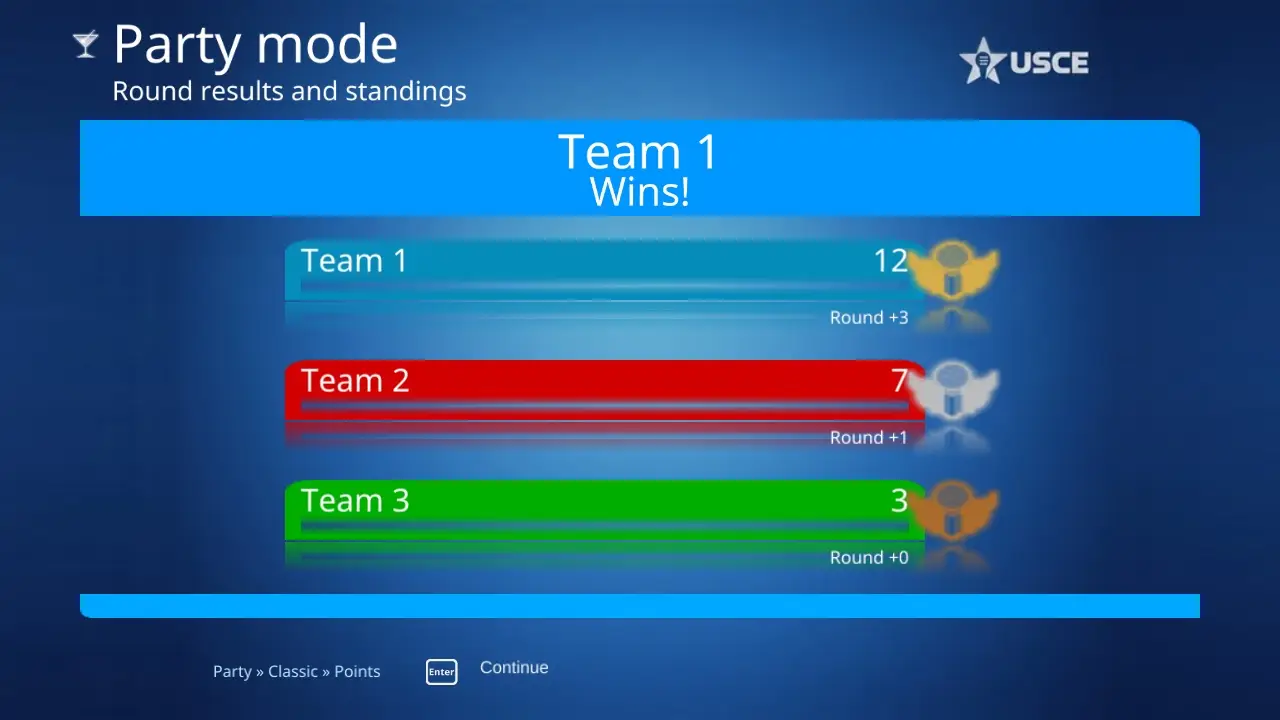 Party mode
Round results and standings
USCE
Team 1
Wins!
Team 1 12
Round +3
Team 2 7
Round +1
Team 3 3
Round +0
Party » Classic » Points
Enter
Continue